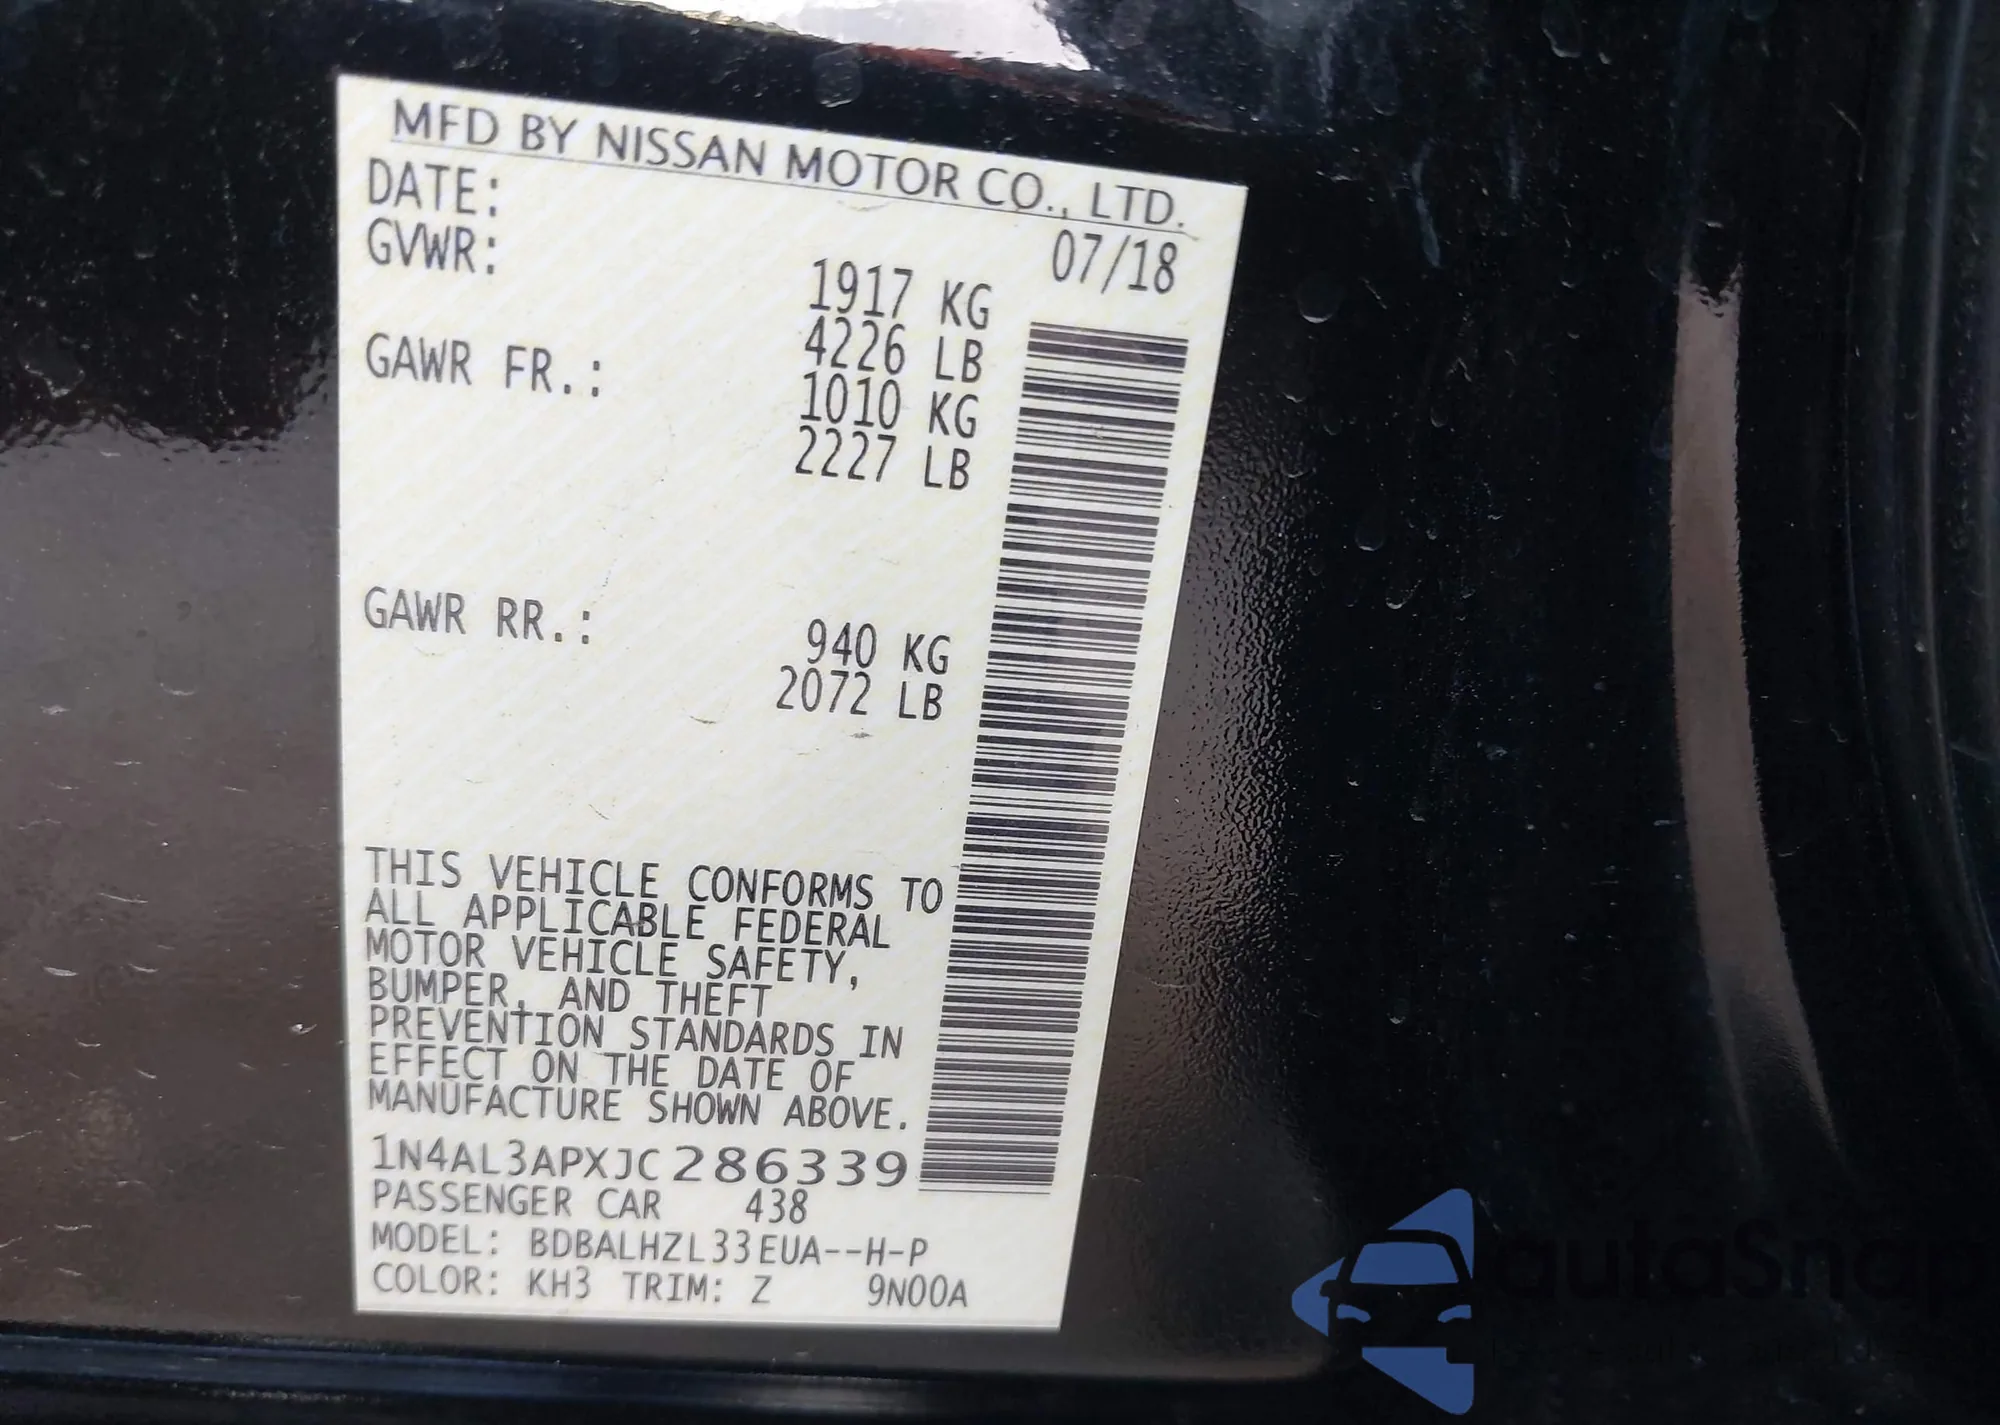 MFD BY NISSAN MOTOR CO., LTD.
DATE: 07/18
GVWR: 1917 KG
4226 LB
GAWR FR.: 1010 KG
2227 LB
GAWR RR.: 940 KG
2072 LB
THIS VEHICLE CONFORMS TO
ALL APPLICABLE FEDERAL
MOTOR VEHICLE SAFETY,
BUMPER, AND THEFT
PREVENTION STANDARDS IN
EFFECT ON THE DATE OF
MANUFACTURE SHOWN ABOVE.
1N4AL3APXJC286339
PASSENGER CAR 438
MODEL: BDBALHZL33EUA--H-P
COLOR: KH3 TRIM: Z 9N00A
autaSnap